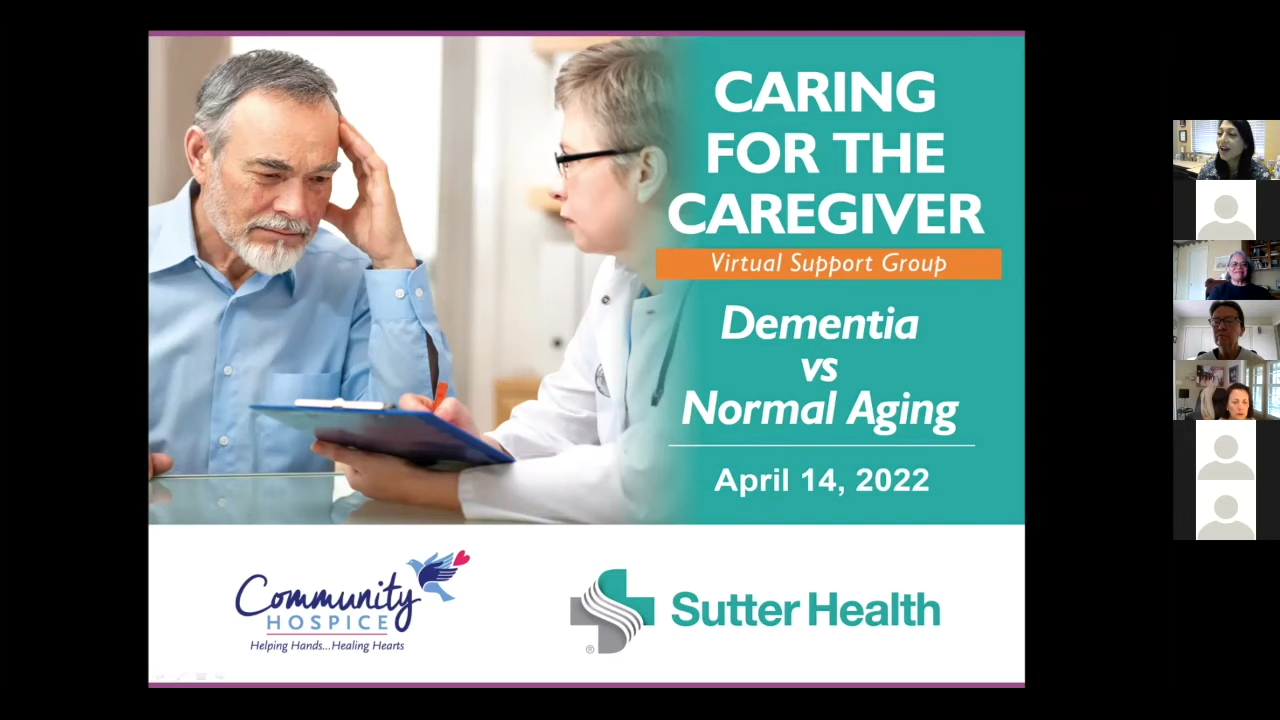 CARING
FOR THE
CAREGIVER
Virtual Support Group
Dementia
vs
Normal Aging
April 14, 2022
Community
HOSPICE
Helping Hands...Healing Hearts
® Sutter Health